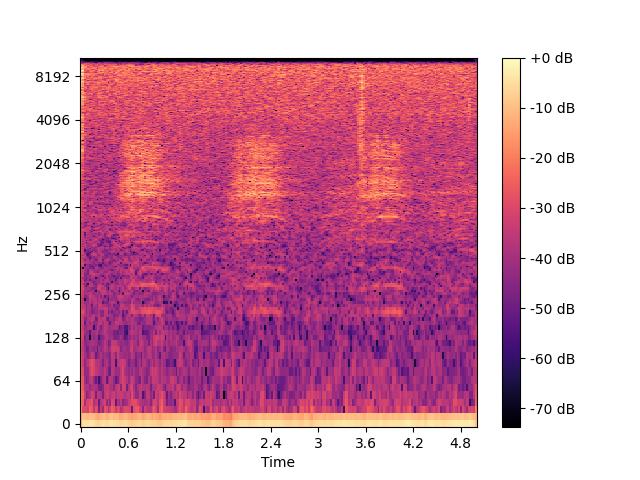 8192
4096
2048
1024
512
256
128
64
0
Hz
0 0.6 1.2 1.8 2.4 3 3.6 4.2 4.8
Time
+0 dB
-10 dB
-20 dB
-30 dB
-40 dB
-50 dB
-60 dB
-70 dB